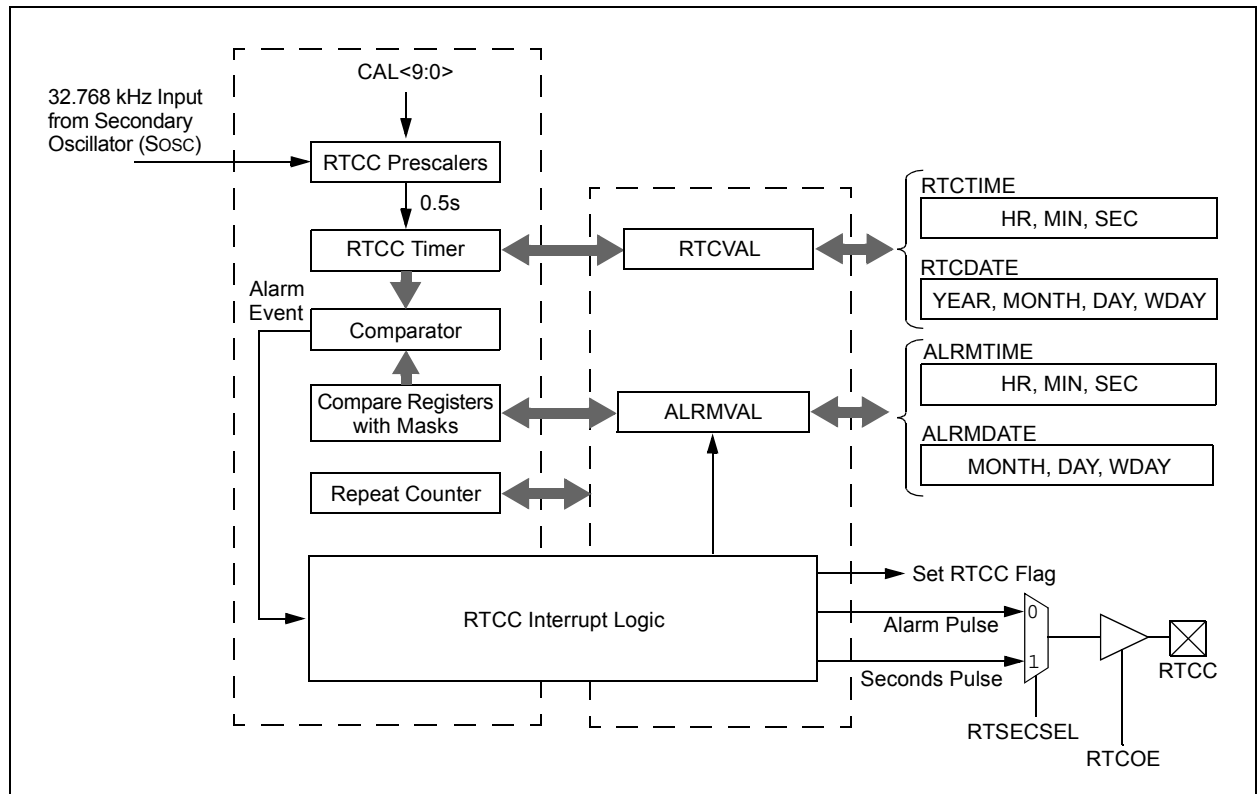 CAL<9:0>
32.768 kHz Input
from Secondary
Oscillator (SOSC)
RTCC Prescalers
0.5s
RTCC Timer
RTCVAL
RTCTIME
HR, MIN, SEC
RTCDATE
YEAR, MONTH, DAY, WDAY
Alarm
Event
Comparator
Compare Registers
with Masks
ALRMVAL
ALRMTIME
HR, MIN, SEC
ALRMDATE
MONTH, DAY, WDAY
Repeat Counter
RTCC Interrupt Logic
Set RTCC Flag
Alarm Pulse
0
Seconds Pulse
1
RTCC
RTSECSEL
RTCOE